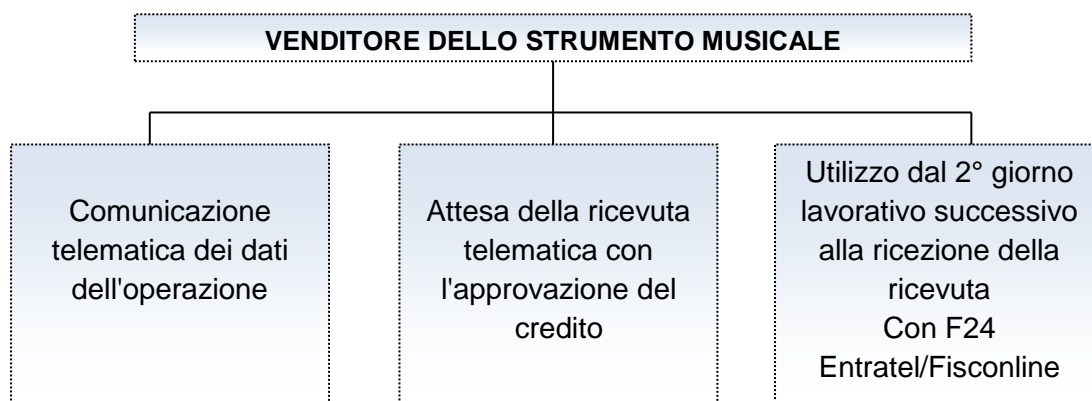 VENDITORE DELLO STRUMENTO MUSICALE
Comunicazione
telematica dei dati
dell'operazione
Attesa della ricevuta
telematica con
l'approvazione del
credito
Utilizzo dal 2° giorno
lavorativo successivo
alla ricezione della
ricevuta
Con F24
Entratel/Fisconline